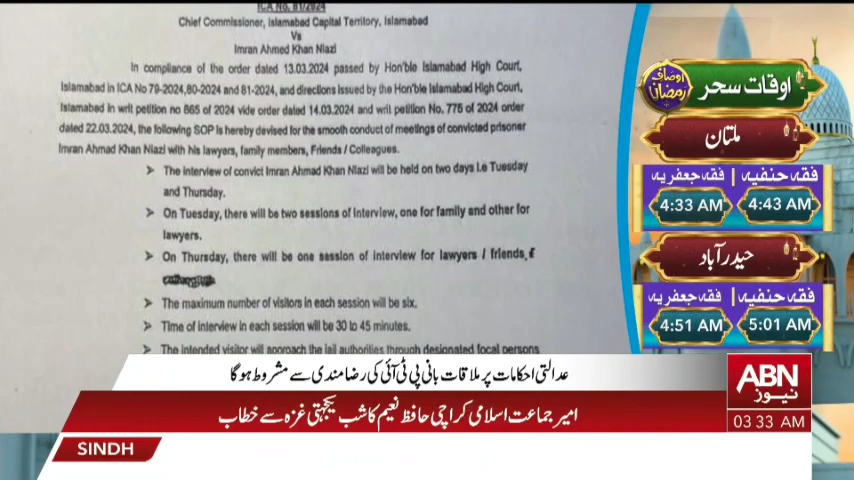 ICA No. 81/2024
Chief Commissioner, Islamabad Capital Territory, Islamabad
Vs
Imran Ahmed Khan Niazi
In compliance of the order dated 13.03.2024 passed by Hon'ble Islamabad High Court,
Islamabad in ICA No 79-2024,80-2024 and 81-2024, and directions issued by the Hon'ble Islamabad High Court,
Islamabad in writ petition no 865 of 2024 vide order dated 14.03.2024 and writ petition No. 775 of 2024 order
dated 22.03.2024, the following SOP is hereby devised for the smooth conduct of meetings of convicted prisoner
Imran Ahmad Khan Niazi with his lawyers, family members, Friends / Colleagues.
➢ The interview of convict Imran Ahmad Khan Niazi will be held on two days i.e Tuesday
and Thursday.
➢ On Tuesday, there will be two sessions of interview, one for family and other for
lawyers.
➢ On Thursday, there will be one session of interview for lawyers / friends,
➢ The maximum number of visitors in each session will be six.
➢ Time of interview in each session will be 30 to 45 minutes.
➢ The intended visitor will approach the jail authorities through designated focal persons
اوصاف رمضان
اوقات سحر
ملتان
فقہ حنفیہ | فقہ جعفریہ
4:33 AM 4:43 AM
حیدرآباد
فقہ حنفیہ | فقہ جعفریہ
4:51 AM 5:01 AM
عدالتی احکامات پر ملاقات بانی پی ٹی آئی کی رضامندی سے مشروط ہوگا
امیر جماعت اسلامی کراچی حافظ نعیم کا شب یکجہتی غزہ سے خطاب
ABN
نیوز
03 33 AM
SINDH